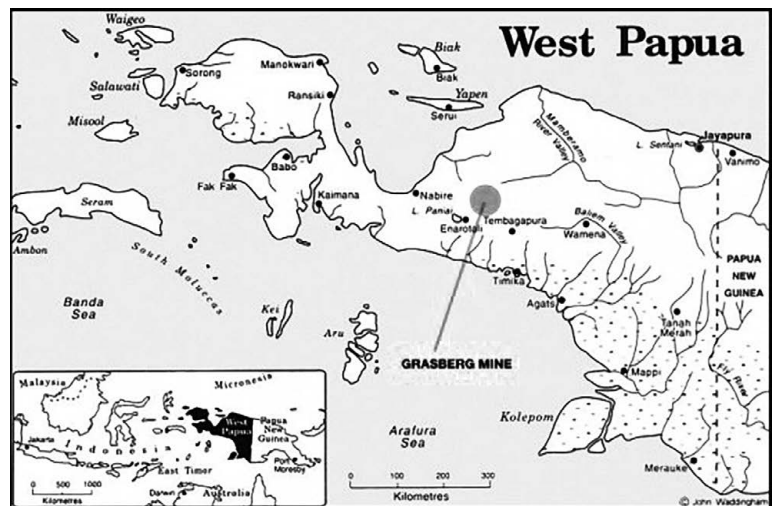 West Papua
Waigeo
Biak
Biak
Manokwari
Sorong
Salawati
Ransiki
Yapen
Serui
Misool
Mamberamo
River Valley
Jayapura
L. Sentani
Vanimo
Babo
Fak Fak
Kaimana
Nabire
L. Paniai
Enarotali
Tembagapura
Baliem Valley
Wamena
Seram
Ambon
South Moluccas
PAPUA
NEW
GUINEA
Timika
Agats
Banda
Sea
Kei
Aru
Tanah
Merah
GRASBERG MINE
Mappi
Fly River
Kolepom
Arafura
Sea
Merauke
Malaysia
Micronesia
West
Papua
Papua
New
Guinea
Jakarta
Indonesia
Port
Moresby
East Timor
Darwin
Australia
0 500 1000
Kilometres
0 100 200 300
Kilometres
© John Waddingham